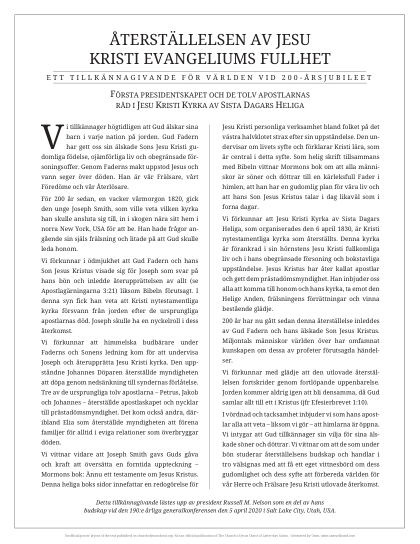 ÅTERSTÄLLELSEN AV JESU
KRISTI EVANGELIUMS FULLHET
ETT TILLKÄNNAGIVANDE FÖR VÄRLDEN VID 200-ÅRSJUBILEET
FÖRSTA PRESIDENTSKAPET OCH DE TOLV APOSTLARNAS
RÅD I JESU KRISTI KYRKA AV SISTA DAGARS HELIGA
Vi tillkännager högtidligen att Gud älskar sina
barn i varje nation på jorden. Gud Fadern
har gett oss sin älskade Sons Jesu Kristi gu-
domliga födelse, ojämförliga liv och obegränsade för-
soningsoffer. Genom Faderns makt uppstod Jesus och
vann seger över döden. Han är vår Frälsare, vårt
Föredöme och vår Återlösare.
För 200 år sedan, en vacker vårmorgon 1820, gick
den unge Joseph Smith, som ville veta vilken kyrka
han skulle ansluta sig till, in i skogen nära sitt hem i
norra New York, USA för att be. Han hade frågor an-
gående sin själs frälsning och litade på att Gud skulle
leda honom.
Vi förkunnar i ödmjukhet att Gud Fadern och hans
Son Jesus Kristus visade sig för Joseph som svar på
hans bön och inledde återupprättelsen av allt (se
Apostlagärningarna 3:21) liksom Bibeln förutsagt. I
denna syn fick han veta att Kristi nytestamentliga
kyrka försvann från jorden efter de ursprungliga
apostlarnas död. Joseph skulle ha en nyckelroll i dess
återkomst.
Vi förkunnar att himmelska budbärare under
Faderns och Sonens ledning kom för att undervisa
Joseph och återupprätta Jesu Kristi kyrka. Den upp-
ståndne Johannes Döparen återställde myndigheten
att döpa genom nedsänkning till syndernas förlåtelse.
Tre av de ursprungliga tolv apostlarna – Petrus, Jakob
och Johannes – återställde apostlaskapet och nycklar
till prästadömsmyndighet. Det kom också andra, där-
ibland Elia som återställde myndigheten att förena
familjer för alltid i eviga relationer som överbryggar
döden.
Vi vittnar vidare att Joseph Smith gavs Guds gåva
och kraft att översätta en forntida uppteckning –
Mormons bok: Ännu ett testamente om Jesus Kristus.
Denna heliga boks sidor innefattar en redogörelse för
Jesu Kristi personliga verksamhet bland folket på det
västra halvklotet strax efter sin uppståndelse. Den un-
dervisar om livets syfte och förklarar Kristi lära, som
är central i detta syfte. Som helig skrift tillsammans
med Bibeln vittnar Mormons bok om att alla männi-
skor är söner och döttrar till en kärleksfull Fader i
himlen, att han har en gudomlig plan för våra liv och
att hans Son Jesus Kristus talar i dag likaväl som i
forna dagar.
Vi förkunnar att Jesu Kristi Kyrka av Sista Dagars
Heliga, som organiserades den 6 april 1830, är Kristi
nytestamentliga kyrka som återställts. Denna kyrka
är förankrad i sin hörnstens Jesu Kristi fullkomliga
liv och i hans obegränsade försoning och bokstavliga
uppståndelse. Jesus Kristus har åter kallat apostlar
och gett dem prästadömsmyndighet. Han inbjuder oss
alla att komma till honom och hans kyrka, ta emot den
Helige Anden, frälsningens förrättningar och vinna
bestående glädje.
200 år har nu gått sedan denna återställelse inleddes
av Gud Fadern och hans älskade Son Jesus Kristus.
Miljontals människor världen över har omfamnat
kunskapen om dessa av profeter förutsagda händel-
ser.
Vi förkunnar med glädje att den utlovade återstäl-
lelsen fortskrider genom fortlöpande uppenbarelse.
Jorden kommer aldrig igen att bli densamma, då Gud
samlar allt till ett i Kristus (jfr Efesierbrevet 1:10).
I vördnad och tacksamhet inbjuder vi som hans apost-
lar alla att veta – liksom vi gör – att himlarna är öppna.
Vi intygar att Gud tillkännager sin vilja för sina äls-
kade söner och döttrar. Vi vittnar om att de som under
bön studerar återställelsens budskap och handlar i
tro välsignas med att få ett eget vittnesbörd om dess
gudomlighet och dess syfte att förbereda världen för
vår Herre och Frälsare Jesu Kristi utlovade återkomst.
Detta tillkännagivande lästes upp av president Russell M. Nelson som en del av hans
budskap vid den 190:e årliga generalkonferensen den 5 april 2020 i Salt Lake City, Utah, USA.